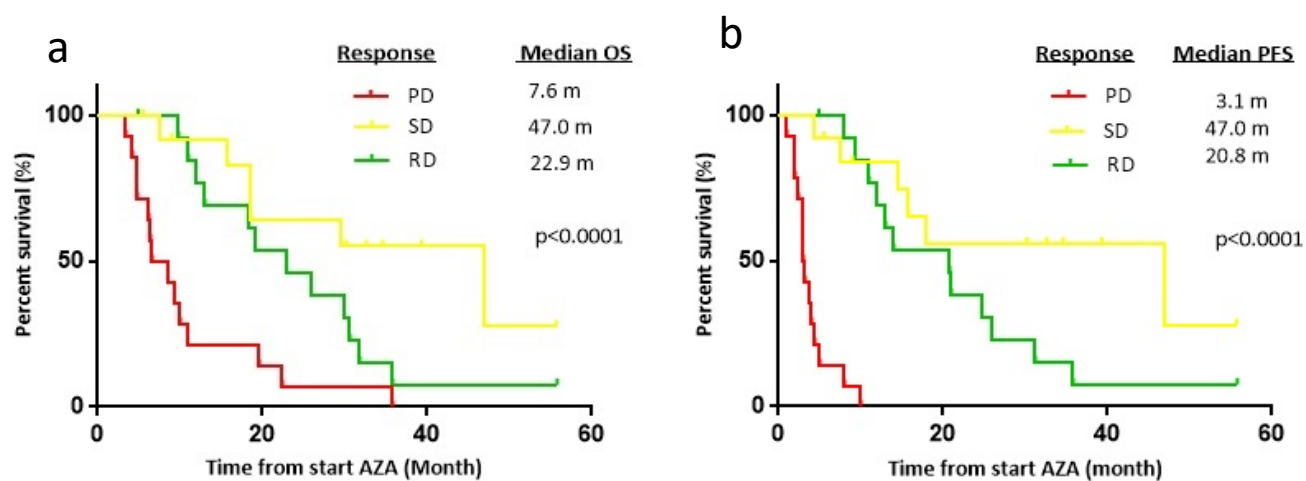 a
Response Median OS
PD 7.6 m
SD 47.0 m
RD 22.9 m
p<0.0001
Percent survival (%)
100
50
0
0 20 40 60
Time from start AZA (Month)
b
Response Median PFS
PD 3.1 m
SD 47.0 m
RD 20.8 m
p<0.0001
Percent survival (%)
100
50
0
0 20 40 60
Time from start AZA (month)